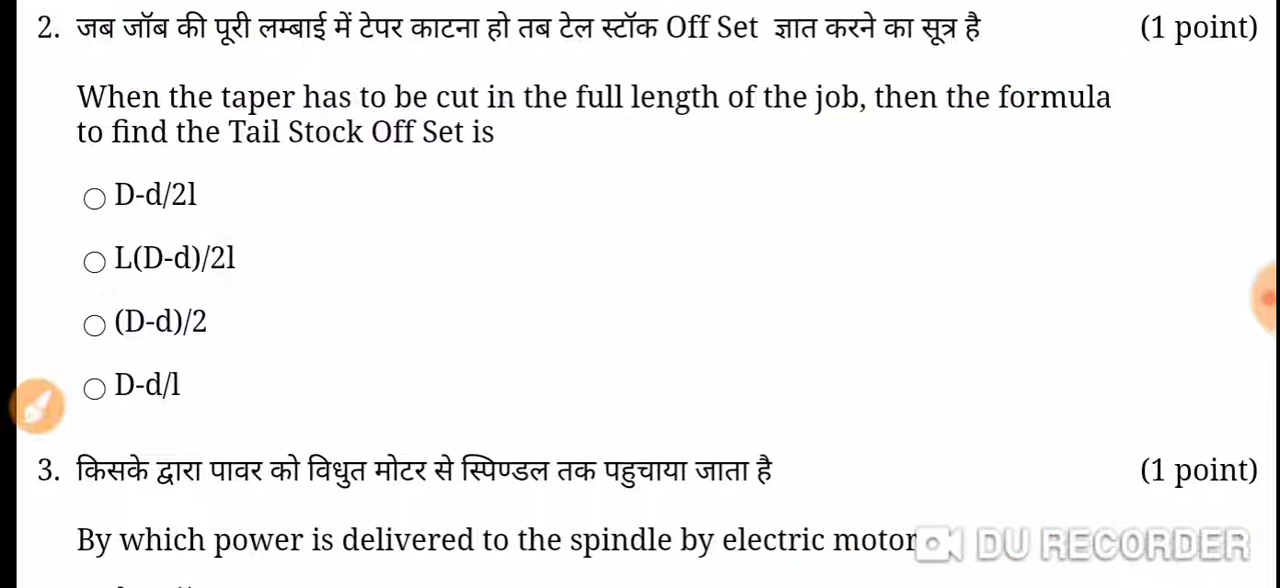 2. जब जॉब की पूरी लम्बाई में टेपर काटना हो तब टेल स्टॉक Off Set ज्ञात करने का सूत्र है (1 point)
When the taper has to be cut in the full length of the job, then the formula
to find the Tail Stock Off Set is
D-d/2l
L(D-d)/2l
(D-d)/2
D-d/l
3. किसके द्वारा पावर को विधुत मोटर से स्पिण्डल तक पहुचाया जाता है (1 point)
By which power is delivered to the spindle by electric motor
DU RECORDER